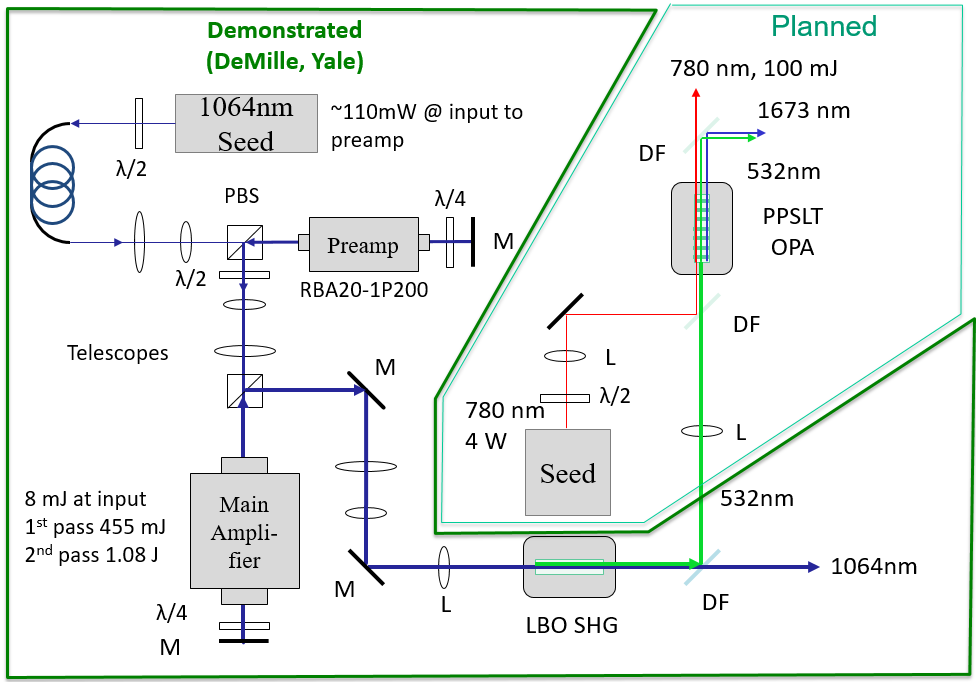 Demonstrated
(DeMille, Yale)
Planned
780 nm, 100 mJ
1673 nm
1064nm
Seed
~110mW @ input to
preamp
λ/2
DF
532nm
PBS
λ/4
PPSLT
OPA
Preamp
M
λ/2
RBA20-1P200
DF
Telescopes
M
L
λ/2
780 nm
4 W
L
Seed
8 mJ at input
1st pass 455 mJ
2nd pass 1.08 J
Main
Ampli-
fier
532nm
1064nm
M
L
DF
LBO SHG
λ/4
M